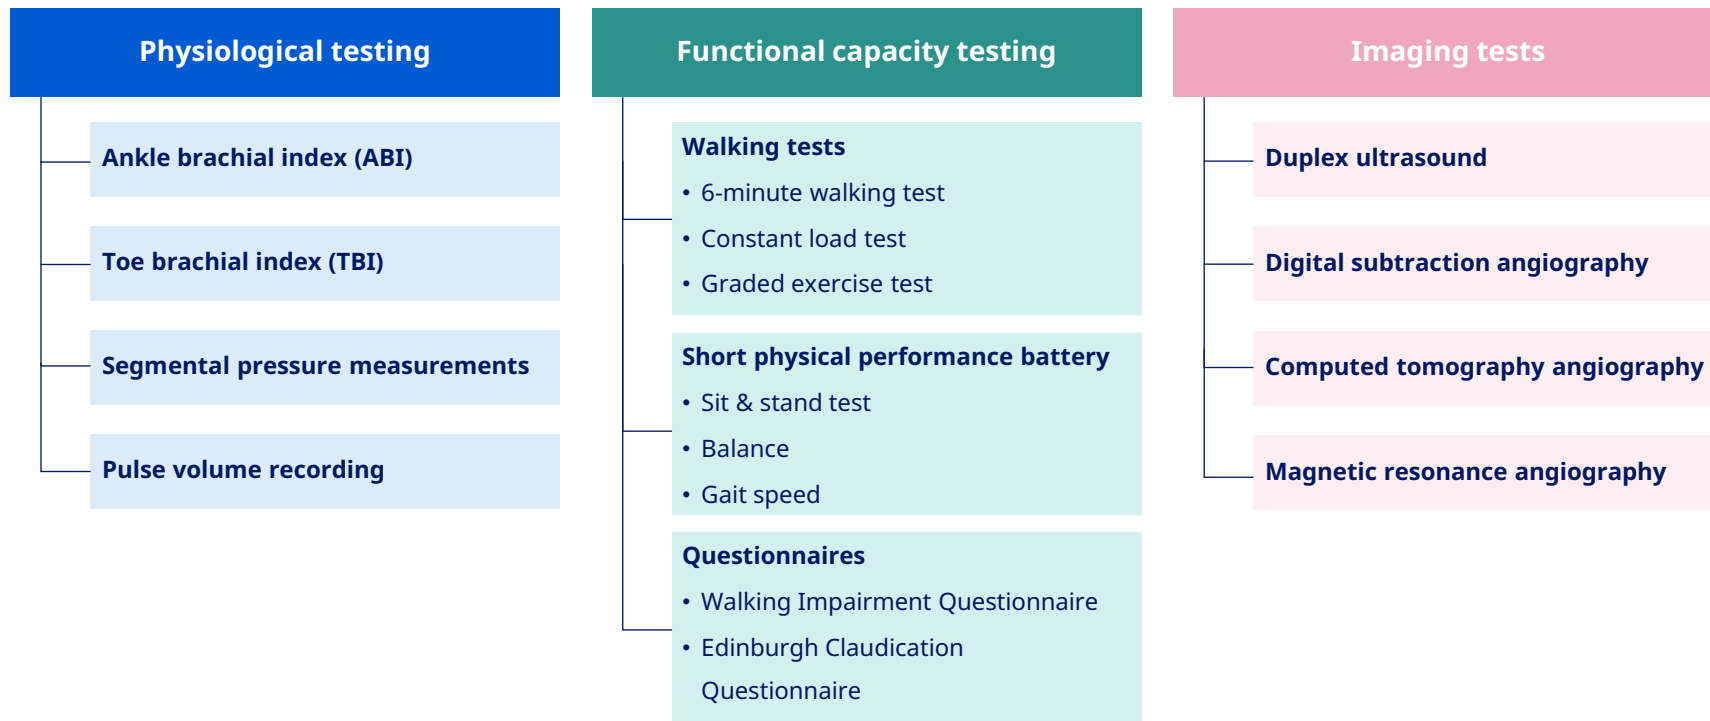 Physiological testing
Ankle brachial index (ABI)
Toe brachial index (TBI)
Segmental pressure measurements
Pulse volume recording
Functional capacity testing
Walking tests
• 6-minute walking test
• Constant load test
• Graded exercise test
Short physical performance battery
• Sit & stand test
• Balance
• Gait speed
Questionnaires
• Walking Impairment Questionnaire
• Edinburgh Claudication
Questionnaire
Imaging tests
Duplex ultrasound
Digital subtraction angiography
Computed tomography angiography
Magnetic resonance angiography